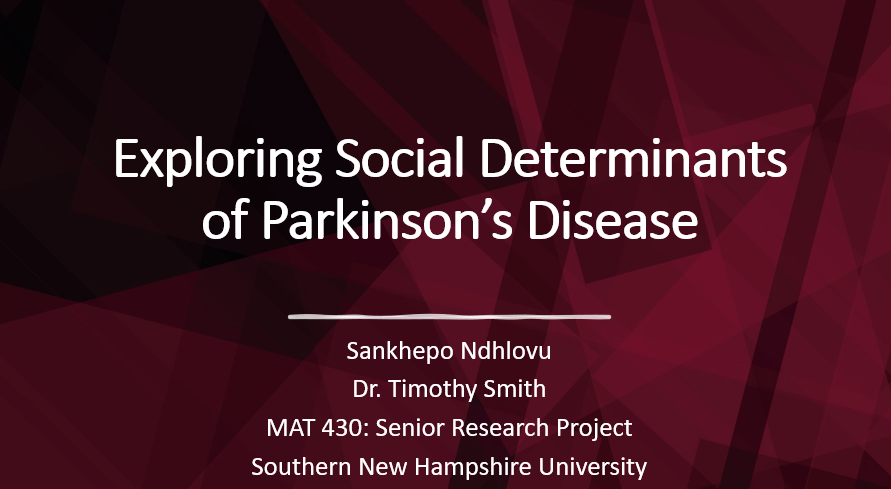 Exploring Social Determinants
of Parkinson’s Disease
Sankhepo Ndhlovu
Dr. Timothy Smith
MAT 430: Senior Research Project
Southern New Hampshire University